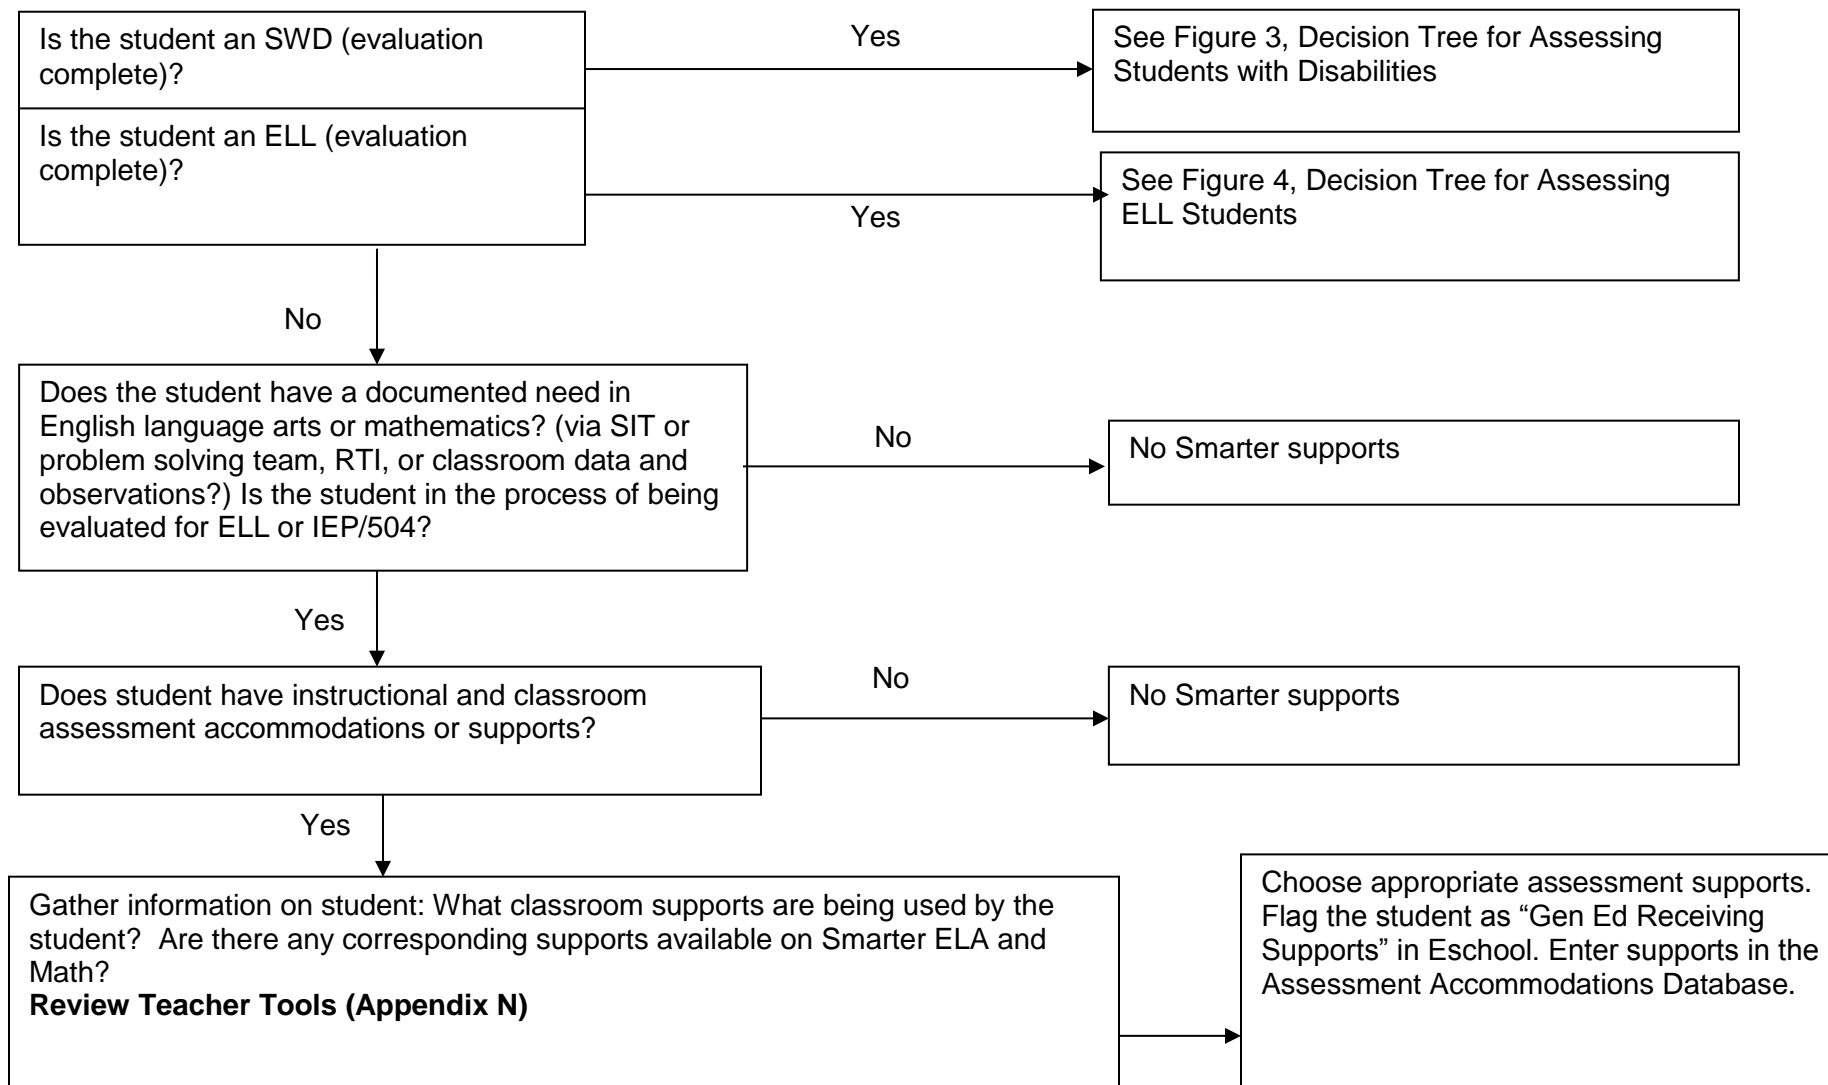 Is the student an SWD (evaluation
complete)?
Yes
See Figure 3, Decision Tree for Assessing
Students with Disabilities
Is the student an ELL (evaluation
complete)?
Yes
See Figure 4, Decision Tree for Assessing
ELL Students
No
Does the student have a documented need in
English language arts or mathematics? (via SIT or
problem solving team, RTI, or classroom data and
observations?) Is the student in the process of being
evaluated for ELL or IEP/504?
No
No Smarter supports
Yes
Does student have instructional and classroom
assessment accommodations or supports?
No
No Smarter supports
Yes
Gather information on student: What classroom supports are being used by the
student?  Are there any corresponding supports available on Smarter ELA and
Math?
Review Teacher Tools (Appendix N)
Choose appropriate assessment supports.
Flag the student as “Gen Ed Receiving
Supports” in Eschool. Enter supports in the
Assessment Accommodations Database.